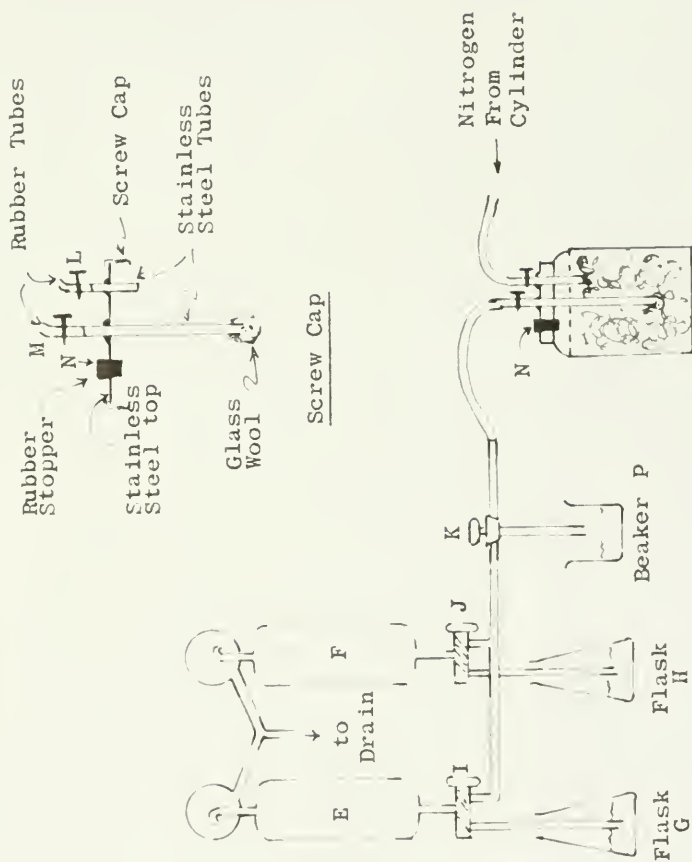 Rubber Tubes
M
L
N
Rubber
Stopper
Screw Cap
Stainless
Steel top
Stainless
Steel Tubes
Glass
Wool
Screw Cap
Nitrogen
From
Cylinder
N
K
Beaker P
E
F
to
Drain
I
J
Flask
G
Flask
H